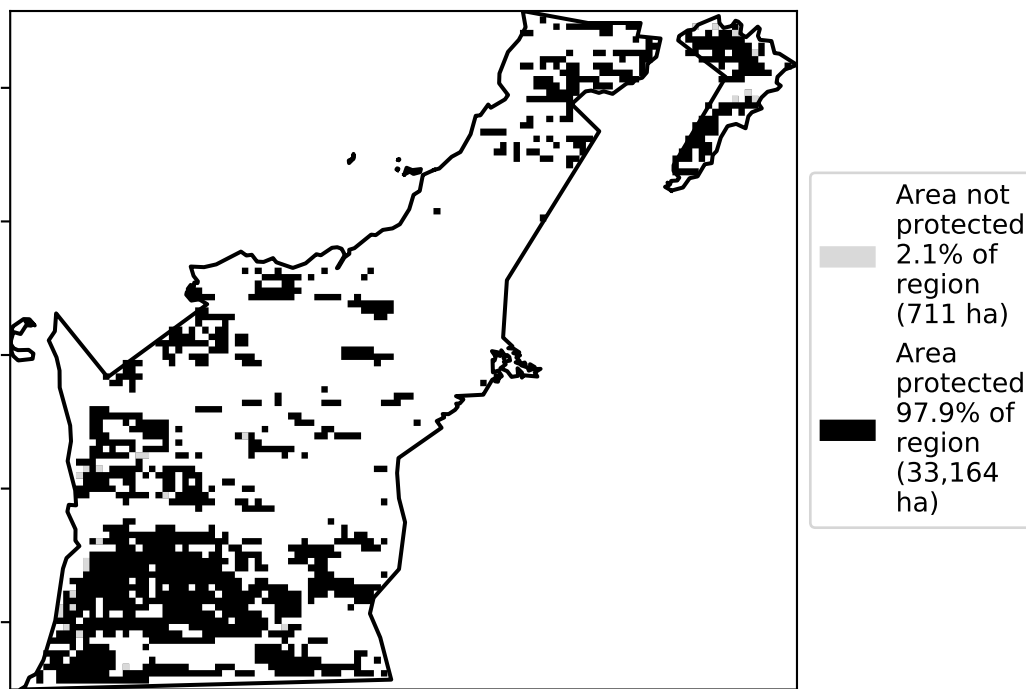 Area not
protected
2.1% of
region
(711 ha)
Area
protected
97.9% of
region
(33,164
ha)